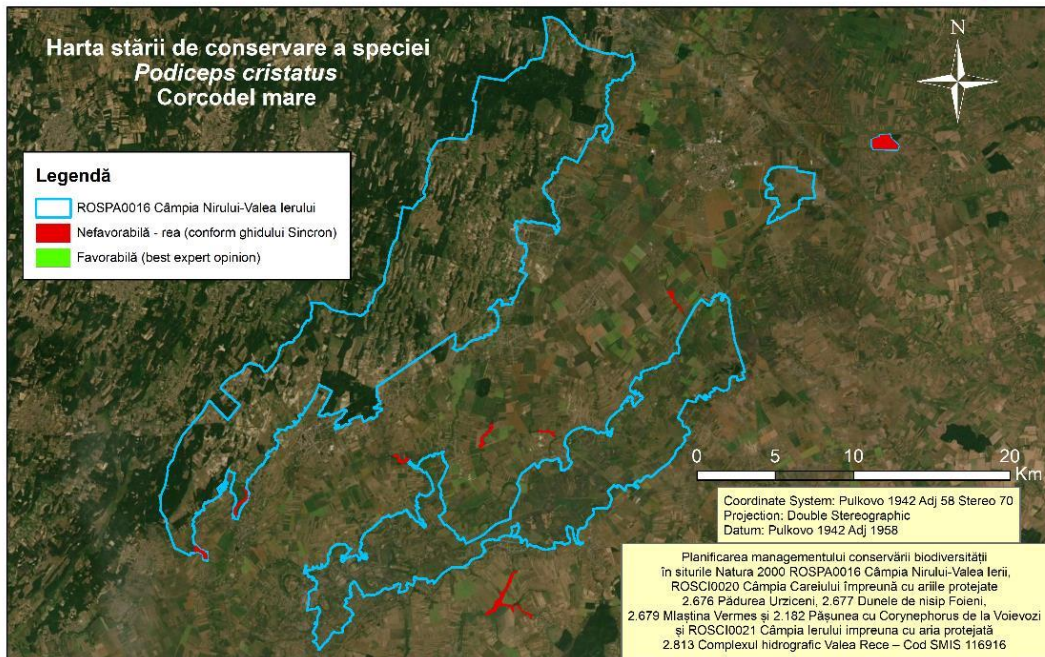 Harta stării de conservare a speciei
Podiceps cristatus
Corcodel mare
N
Legendă
ROSPA0016 Câmpia Nirului-Valea Ierului
Nefavorabilă - rea (conform ghidului Sincron)
Favorabilă (best expert opinion)
0 5 10 20
Km
Coordinate System: Pulkovo 1942 Adj 58 Stereo 70
Projection: Double Stereographic
Datum: Pulkovo 1942 Adj 1958
Planificarea managementului conservării biodiversității
în siturile Natura 2000 ROSPA0016 Câmpia Nirului-Valea Ierii,
ROSCI0020 Câmpia Careiului împreună cu ariile protejate
2.676 Pădurea Urziceni, 2.677 Dunele de nisip Foieni,
2.679 Mlaștina Vermes și 2.182 Pășunea cu Corynephorus de la Voievozi
și ROSCI0021 Câmpia Ierului impreuna cu aria protejată
2.813 Complexul hidrografic Valea Rece – Cod SMIS 116916